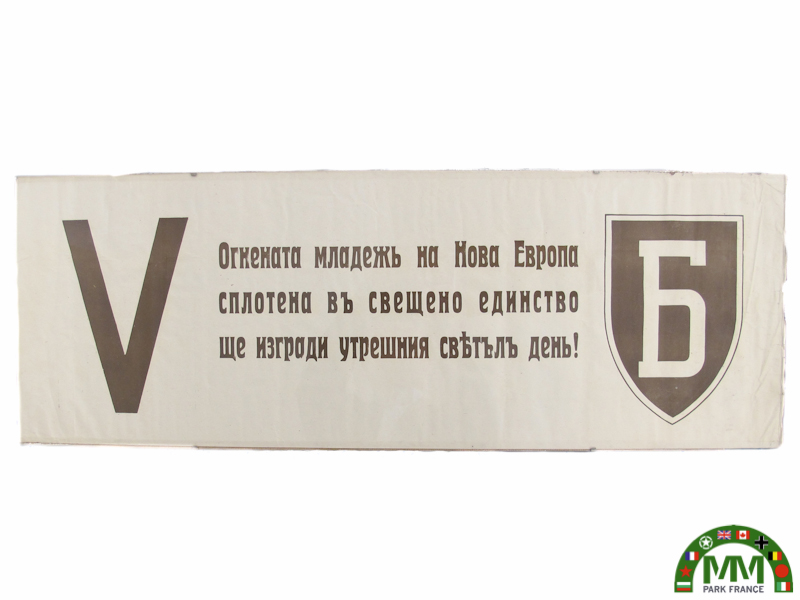 V
Огнената младежь на Нова Европа
сплотена въ свещено единство
ще изгради утрешния свѣтълъ день!
Б
MM
PARK FRANCE